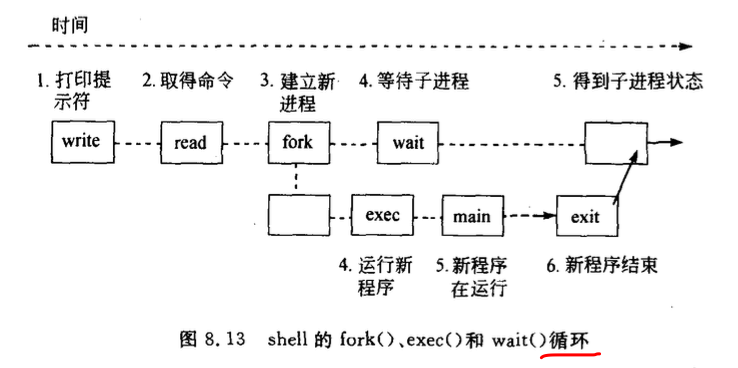 时间
1. 打印提示符
2. 取得命令
3. 建立新进程
4. 等待子进程
5. 得到子进程状态
write
read
fork
wait
exec
main
exit
4. 运行新程序
5. 新程序在运行
6. 新程序结束
图 8.13 shell 的 fork()、exec()和 wait()循环